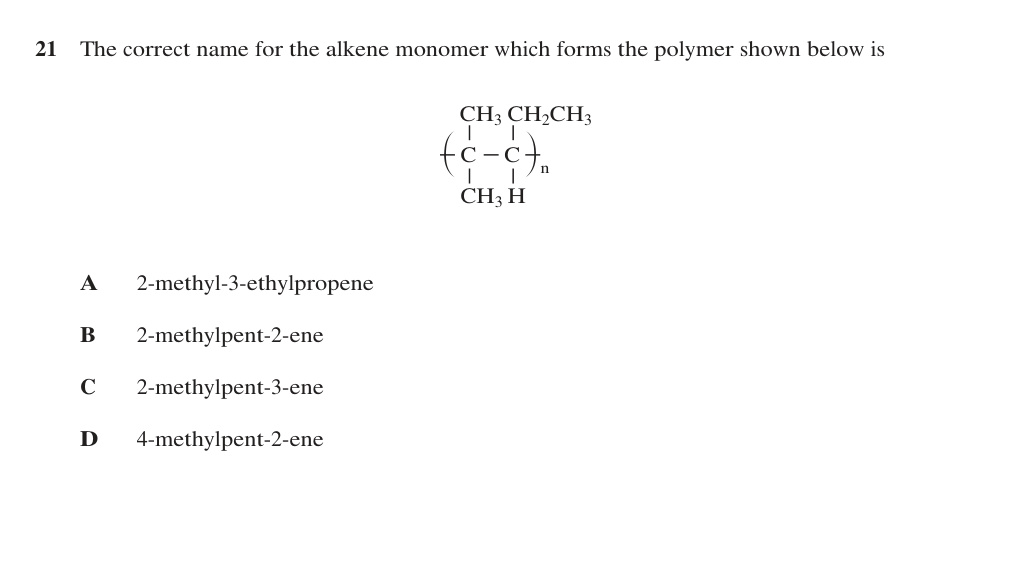 21 The correct name for the alkene monomer which forms the polymer shown below is
CH₃ CH₂CH₃
C – C
n
CH₃ H
A 2-methyl-3-ethylpropene
B 2-methylpent-2-ene
C 2-methylpent-3-ene
D 4-methylpent-2-ene